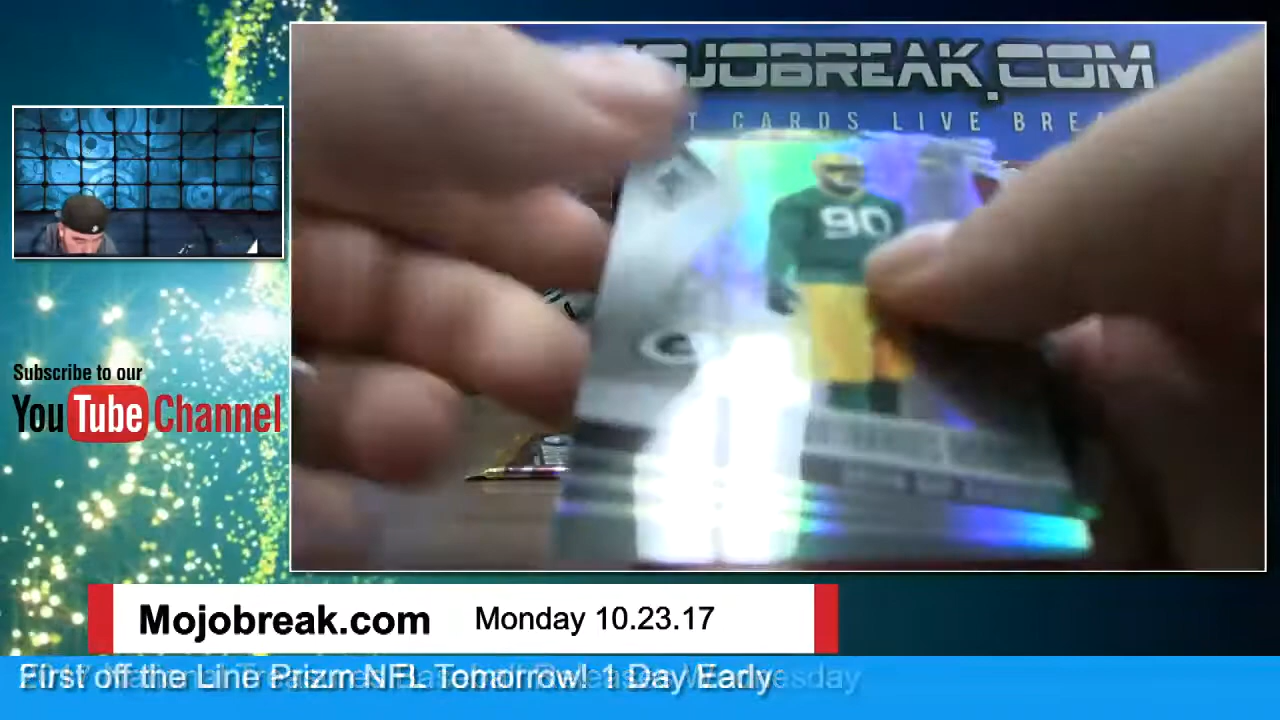 MOJOBREAK.COM
T CARDS LIVE BREA
90
G
Subscribe to our
YouTube Channel
Mojobreak.com
Monday 10.23.17
First off the Line Prizm NFL Tomorrow! 1 Day Early